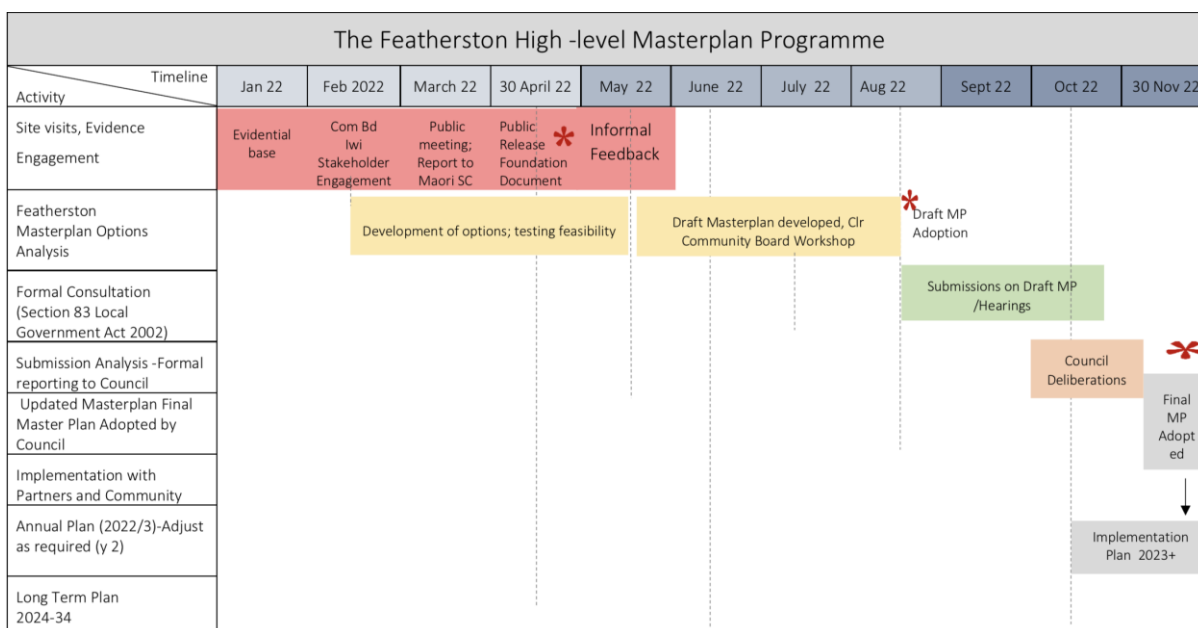 The Featherston High -level Masterplan Programme
Timeline
Activity
Jan 22
Feb 2022
March 22
30 April 22
May 22
June 22
July 22
Aug 22
Sept 22
Oct 22
30 Nov 22
Site visits, Evidence
Engagement
Evidential
base
Com Bd
Iwi
Stakeholder
Engagement
Public
meeting;
Report to
Maori SC
Public
Release
Foundation
Document
*
Informal
Feedback
Featherston
Masterplan Options
Analysis
Development of options; testing feasibility
Draft Masterplan developed, Clr
Community Board Workshop
*
Draft MP
Adoption
Formal Consultation
(Section 83 Local
Government Act 2002)
Submissions on Draft MP
/Hearings
Submission Analysis -Formal
reporting to Council
Council
Deliberations
*
Updated Masterplan Final
Master Plan Adopted by
Council
Final
MP
Adopt
ed
Implementation with
Partners and Community
Annual Plan (2022/3)-Adjust
as required (y 2)
Implementation
Plan 2023+
Long Term Plan
2024-34